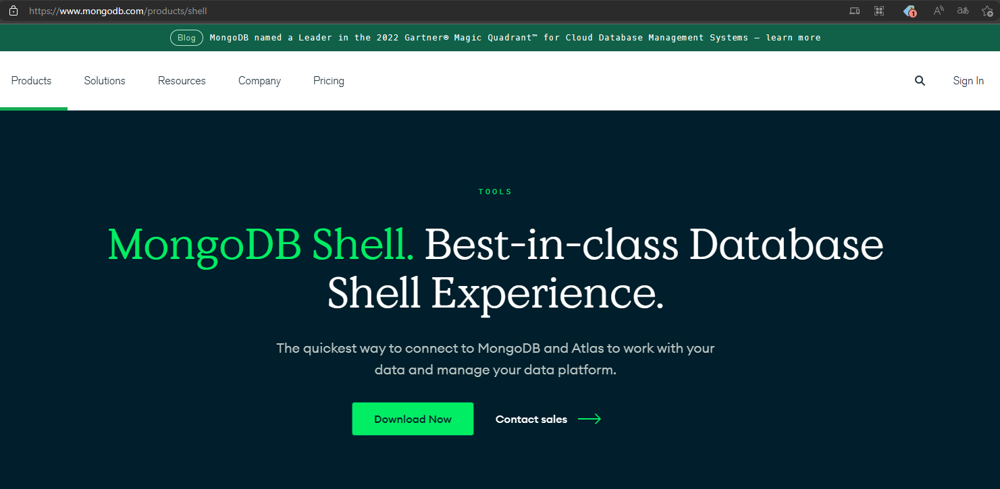 https://www.mongodb.com/products/shell
1
A
aあ
Blog MongoDB named a Leader in the 2022 Gartner® Magic Quadrant™ for Cloud Database Management Systems — learn more
Products Solutions Resources Company Pricing Sign In
TOOLS
MongoDB Shell. Best-in-class Database
Shell Experience.
The quickest way to connect to MongoDB and Atlas to work with your
data and manage your data platform.
Download Now Contact sales